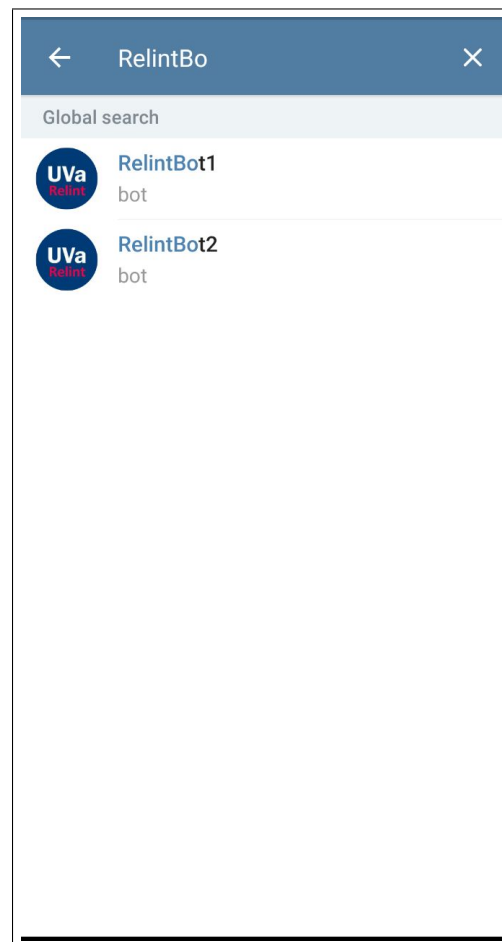 RelintBo
Global search
UVa
Relint
RelintBot1
bot
UVa
Relint
RelintBot2
bot